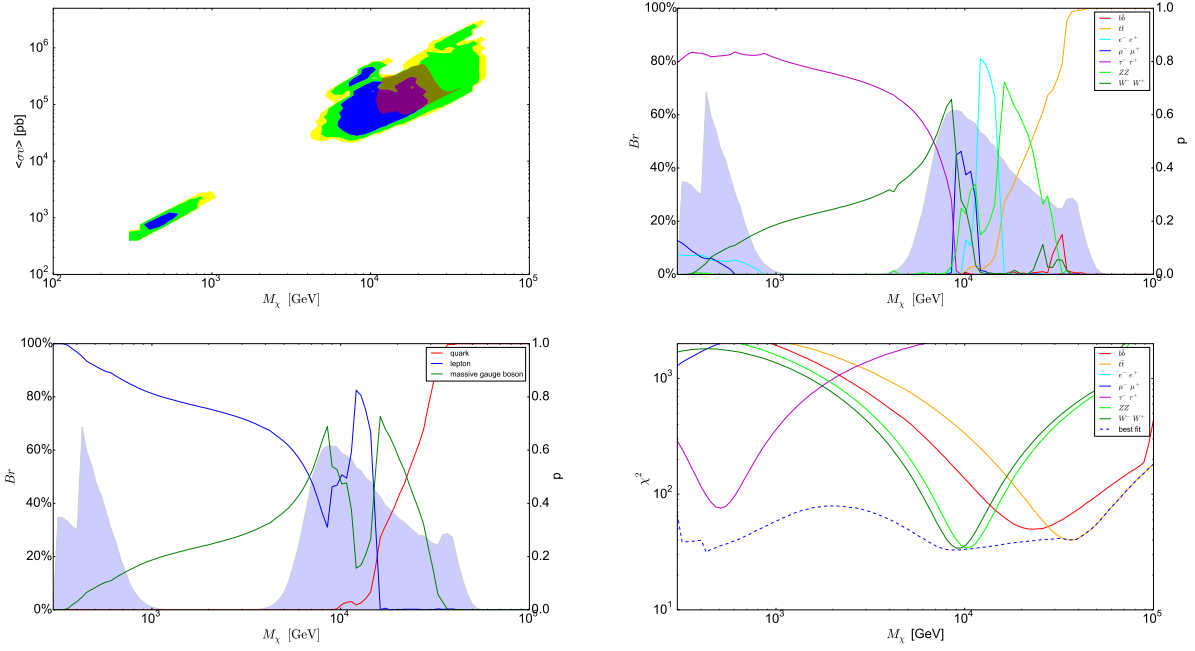 <σv> [pb]
10^6
10^5
10^4
10^3
10^2
10^2 10^3 10^4 10^5
M_χ [GeV]
Br
100%
80%
60%
40%
20%
0%
10^3 10^4 10^5
M_χ [GeV]
1.0
0.8
0.6
0.4
0.2
0.0
p
b b̄
t t̄
e^- e^+
μ^- μ^+
τ^- τ^+
ZZ
W^- W^+
Br
100%
80%
60%
40%
20%
0%
10^3 10^4 10^5
M_χ [GeV]
1.0
0.8
0.6
0.4
0.2
0.0
p
quark
lepton
massive gauge boson
χ^2
10^3
10^2
10^1
10^3 10^4 10^5
M_χ [GeV]
b b̄
t t̄
e^- e^+
μ^- μ^+
τ^- τ^+
ZZ
W^- W^+
best fit